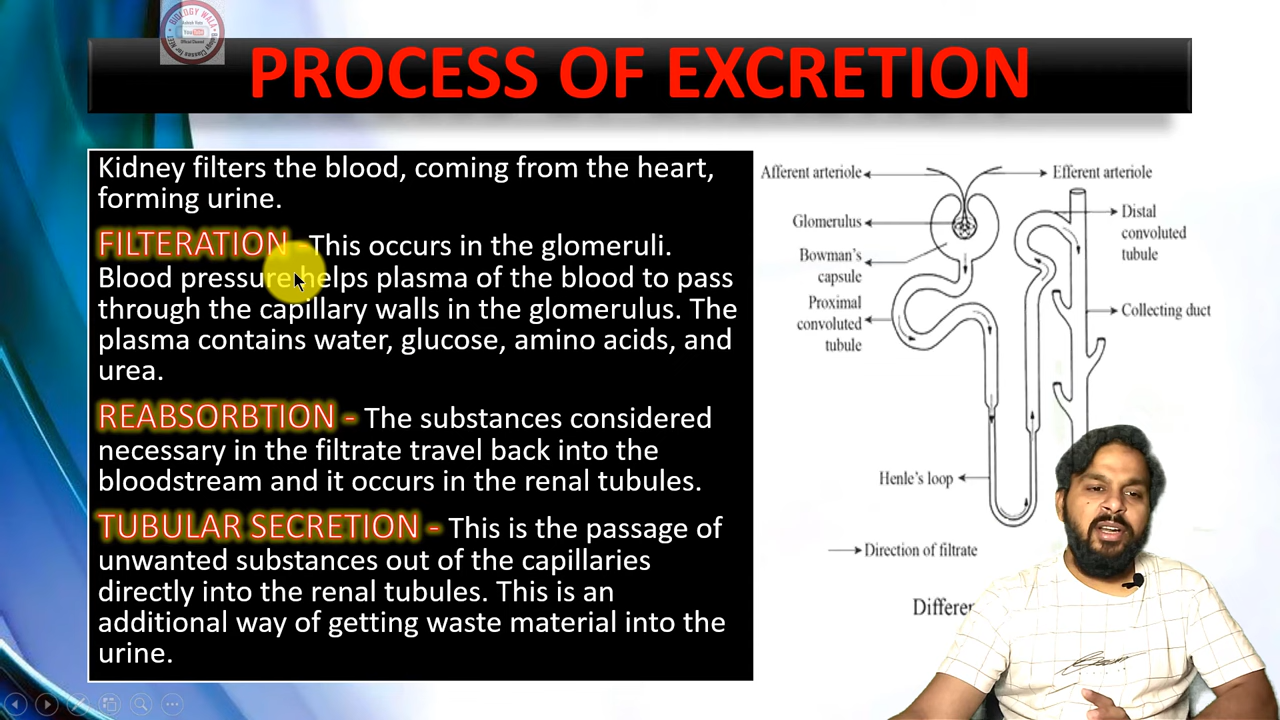 BIOLOGY WALA
YouTube
PROCESS OF EXCRETION
Kidney filters the blood, coming from the heart,
forming urine.
FILTERATION -This occurs in the glomeruli.
Blood pressure helps plasma of the blood to pass
through the capillary walls in the glomerulus. The
plasma contains water, glucose, amino acids, and
urea.
REABSORBTION - The substances considered
necessary in the filtrate travel back into the
bloodstream and it occurs in the renal tubules.
TUBULAR SECRETION - This is the passage of
unwanted substances out of the capillaries
directly into the renal tubules. This is an
additional way of getting waste material into the
urine.
Afferent arteriole
Efferent arteriole
Glomerulus
Distal
convoluted
tubule
Bowman's
capsule
Proximal
convoluted
tubule
Collecting duct
Henle's loop
Direction of filtrate
Differen